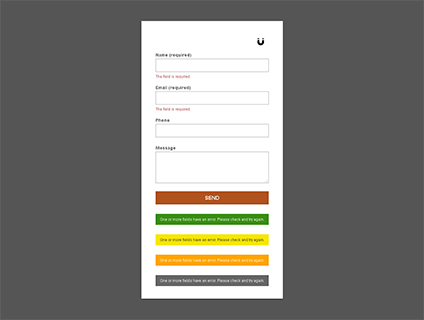 Name (required)
The field is required.
Email (required)
The field is required.
Phone
Message
SEND
One or more fields have an error. Please check and try again.
One or more fields have an error. Please check and try again.
One or more fields have an error. Please check and try again.
One or more fields have an error. Please check and try again.